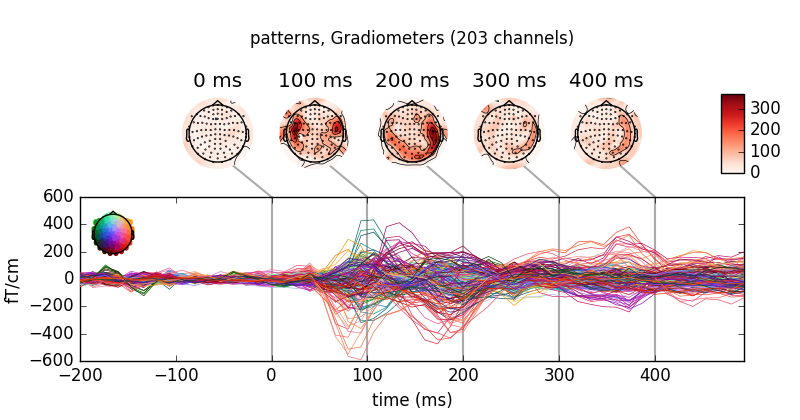 patterns, Gradiometers (203 channels)
0 ms 100 ms 200 ms 300 ms 400 ms
300
200
100
0
600
400
200
0
−200
−400
−600
fT/cm
−200 −100 0 100 200 300 400
time (ms)